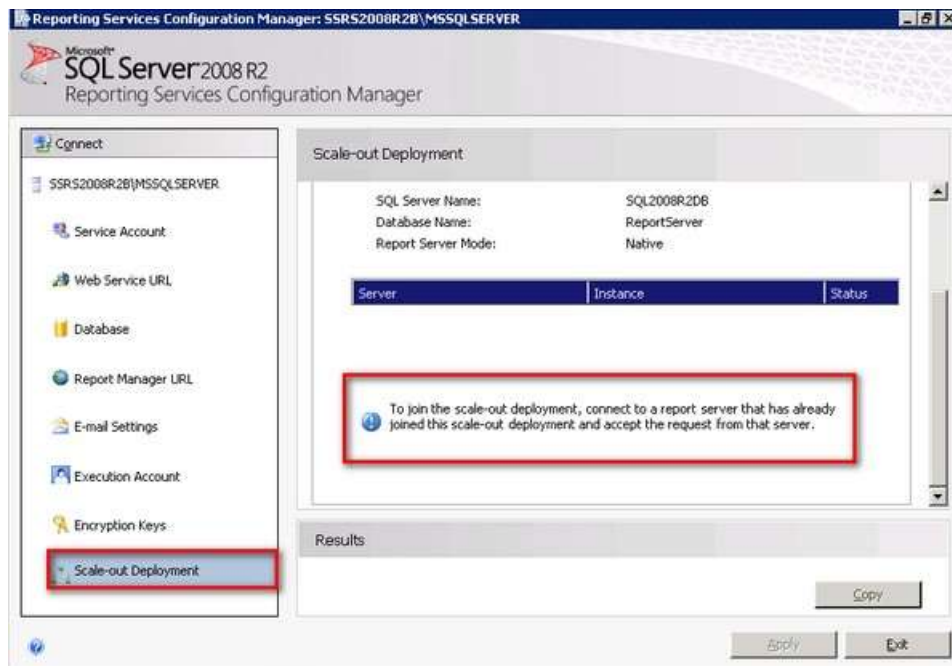 Reporting Services Configuration Manager: SSRS2008R2B\MSSQLSERVER
Microsoft
SQL Server 2008 R2
Reporting Services Configuration Manager
Connect
SSRS2008R2B\MSSQLSERVER
Service Account
Web Service URL
Database
Report Manager URL
E-mail Settings
Execution Account
Encryption Keys
Scale-out Deployment
Scale-out Deployment
SQL Server Name: SQL2008R2DB
Database Name: ReportServer
Report Server Mode: Native
Server Instance Status
To join the scale-out deployment, connect to a report server that has already
joined this scale-out deployment and accept the request from that server.
Results
Copy
Apply Exit